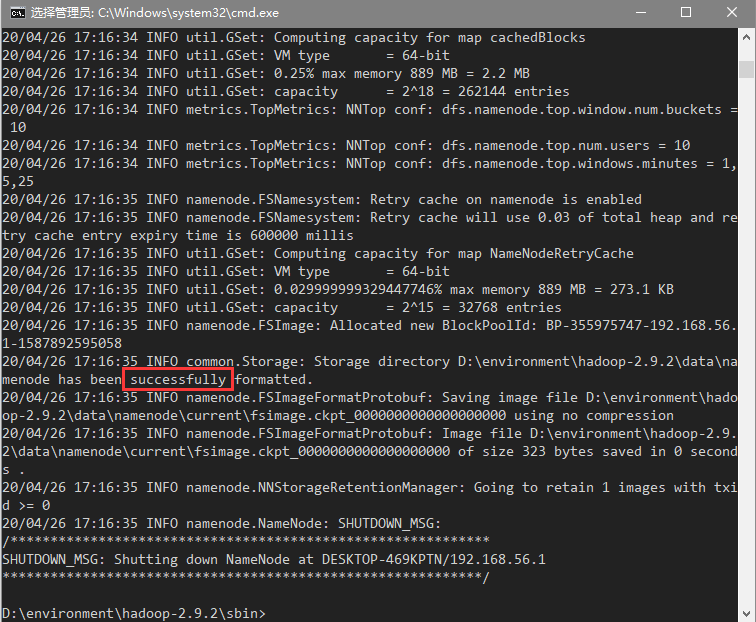 选择管理员: C:\Windows\system32\cmd.exe
20/04/26 17:16:34 INFO util.GSet: Computing capacity for map cachedBlocks
20/04/26 17:16:34 INFO util.GSet: VM type       = 64-bit
20/04/26 17:16:34 INFO util.GSet: 0.25% max memory 889 MB = 2.2 MB
20/04/26 17:16:34 INFO util.GSet: capacity      = 2^18 = 262144 entries
20/04/26 17:16:34 INFO metrics.TopMetrics: NNTop conf: dfs.namenode.top.window.num.buckets =
 10
20/04/26 17:16:34 INFO metrics.TopMetrics: NNTop conf: dfs.namenode.top.num.users = 10
20/04/26 17:16:34 INFO metrics.TopMetrics: NNTop conf: dfs.namenode.top.windows.minutes = 1,
5,25
20/04/26 17:16:35 INFO namenode.FSNamesystem: Retry cache on namenode is enabled
20/04/26 17:16:35 INFO namenode.FSNamesystem: Retry cache will use 0.03 of total heap and re
try cache entry expiry time is 600000 millis
20/04/26 17:16:35 INFO util.GSet: Computing capacity for map NameNodeRetryCache
20/04/26 17:16:35 INFO util.GSet: VM type       = 64-bit
20/04/26 17:16:35 INFO util.GSet: 0.029999999329447746% max memory 889 MB = 273.1 KB
20/04/26 17:16:35 INFO util.GSet: capacity      = 2^15 = 32768 entries
20/04/26 17:16:35 INFO namenode.FSImage: Allocated new BlockPoolId: BP-355975747-192.168.56.
1-1587892595058
20/04/26 17:16:35 INFO common.Storage: Storage directory D:\environment\hadoop-2.9.2\data\na
menode has been successfully formatted.
20/04/26 17:16:35 INFO namenode.FSImageFormatProtobuf: Saving image file D:\environment\hado
op-2.9.2\data\namenode\current\fsimage.ckpt_0000000000000000000 using no compression
20/04/26 17:16:35 INFO namenode.FSImageFormatProtobuf: Image file D:\environment\hadoop-2.9.
2\data\namenode\current\fsimage.ckpt_0000000000000000000 of size 323 bytes saved in 0 second
s .
20/04/26 17:16:35 INFO namenode.NNStorageRetentionManager: Going to retain 1 images with txi
d >= 0
20/04/26 17:16:35 INFO namenode.NameNode: SHUTDOWN_MSG:
/************************************************************
SHUTDOWN_MSG: Shutting down NameNode at DESKTOP-469KPTN/192.168.56.1
************************************************************/
D:\environment\hadoop-2.9.2\sbin>